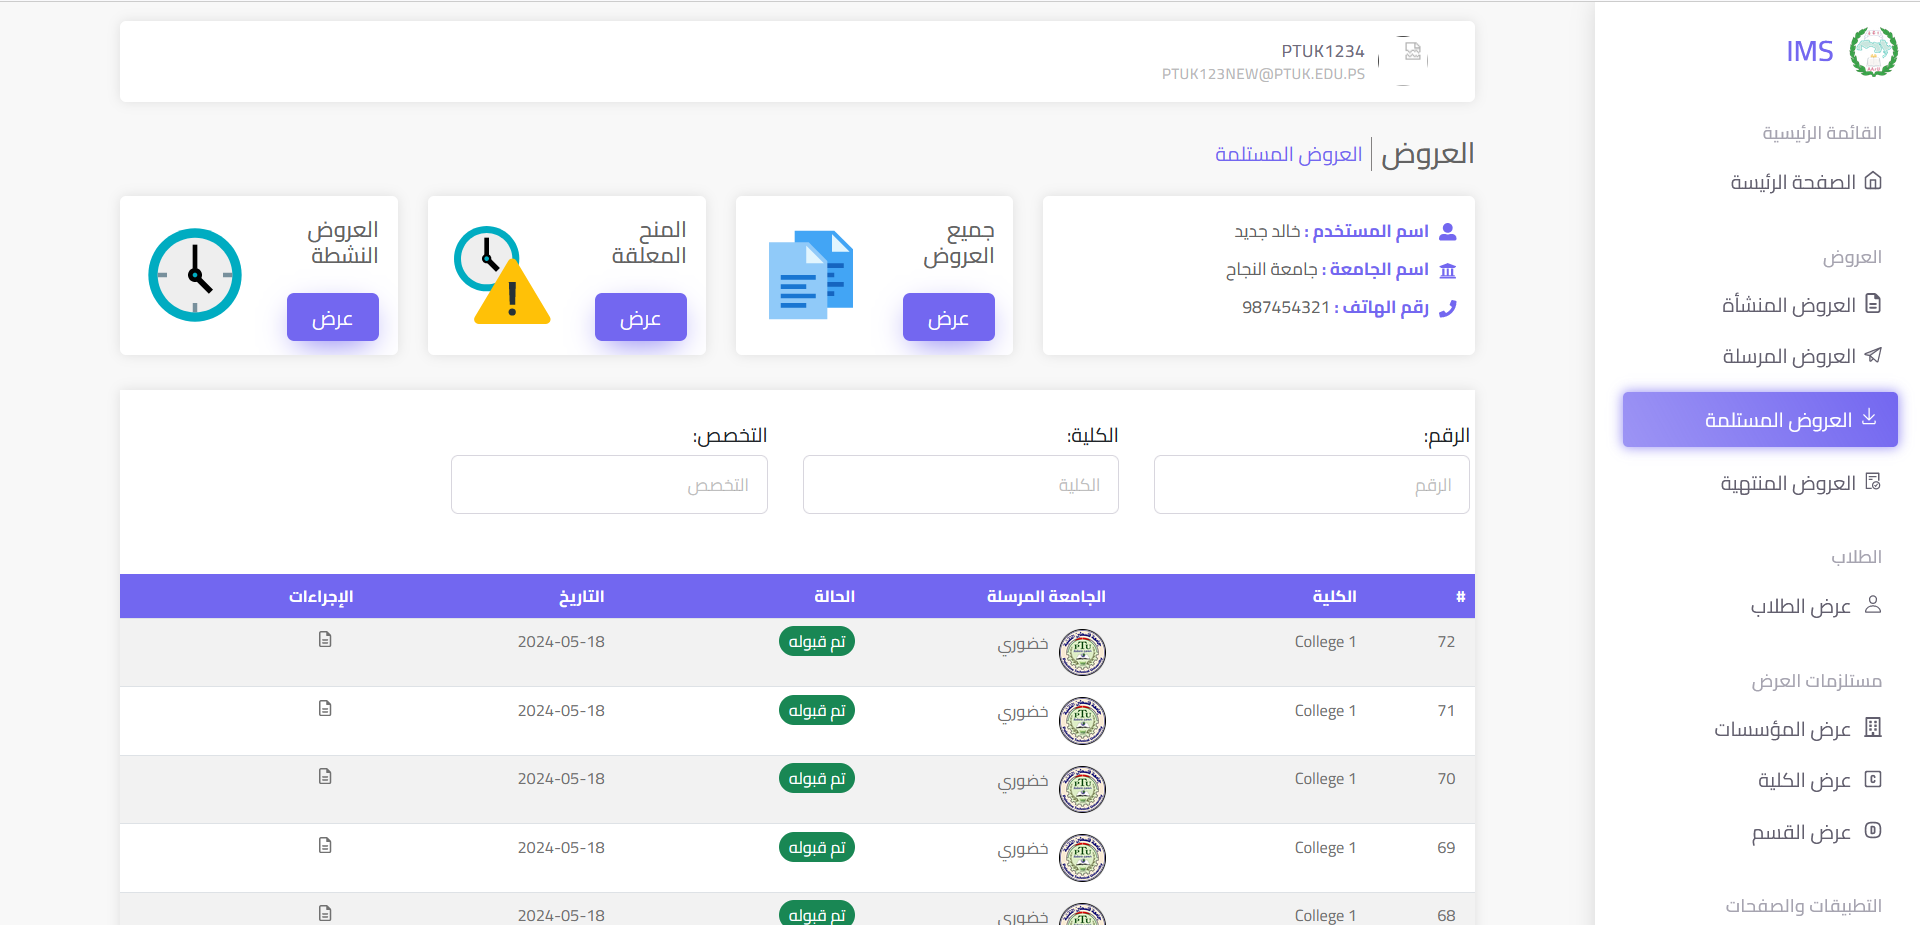 IMS
القائمة الرئيسية
الصفحة الرئيسة
العروض
العروض المنشأة
العروض المرسلة
العروض المستلمة
العروض المنتهية
الطلاب
عرض الطلاب
مستلزمات العرض
عرض المؤسسات
عرض الكلية
عرض القسم
التطبيقات والصفحات
PTUK1234
PTUK123NEW@PTUK.EDU.PS
العروض | العروض المستلمة
اسم المستخدم : خالد جديد
اسم الجامعة : جامعة النجاح
رقم الهاتف : 987454321
جميع
العروض
عرض
المنح
المعلقة
عرض
العروض
النشطة
عرض
الرقم: الكلية: التخصص:
الرقم الكلية التخصص
# الكلية الجامعة المرسلة الحالة التاريخ الإجراءات
72 College 1 خضوري تم قبوله 2024-05-18
71 College 1 خضوري تم قبوله 2024-05-18
70 College 1 خضوري تم قبوله 2024-05-18
69 College 1 خضوري تم قبوله 2024-05-18
68 College 1 خضوري تم قبوله 2024-05-18